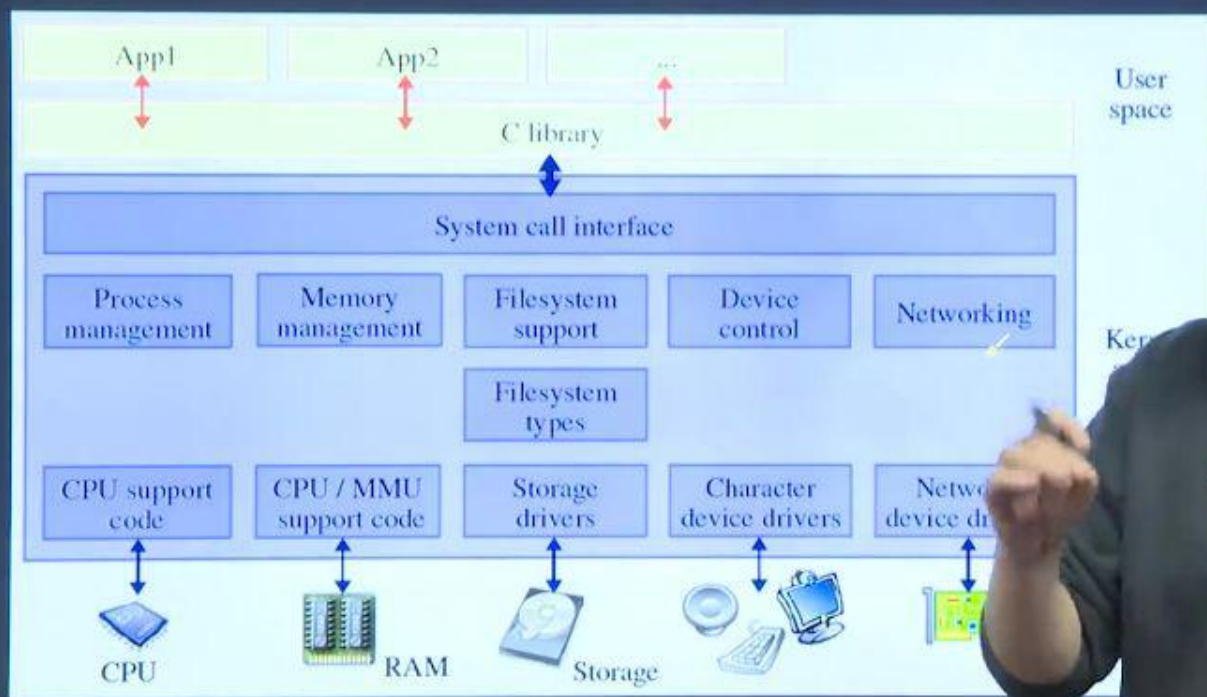 App1
App2
...
User
space
C library
System call interface
Process
management
Memory
management
Filesystem
support
Device
control
Networking
Filesystem
types
CPU support
code
CPU / MMU
support code
Storage
drivers
Character
device drivers
device
CPU
RAM
Storage